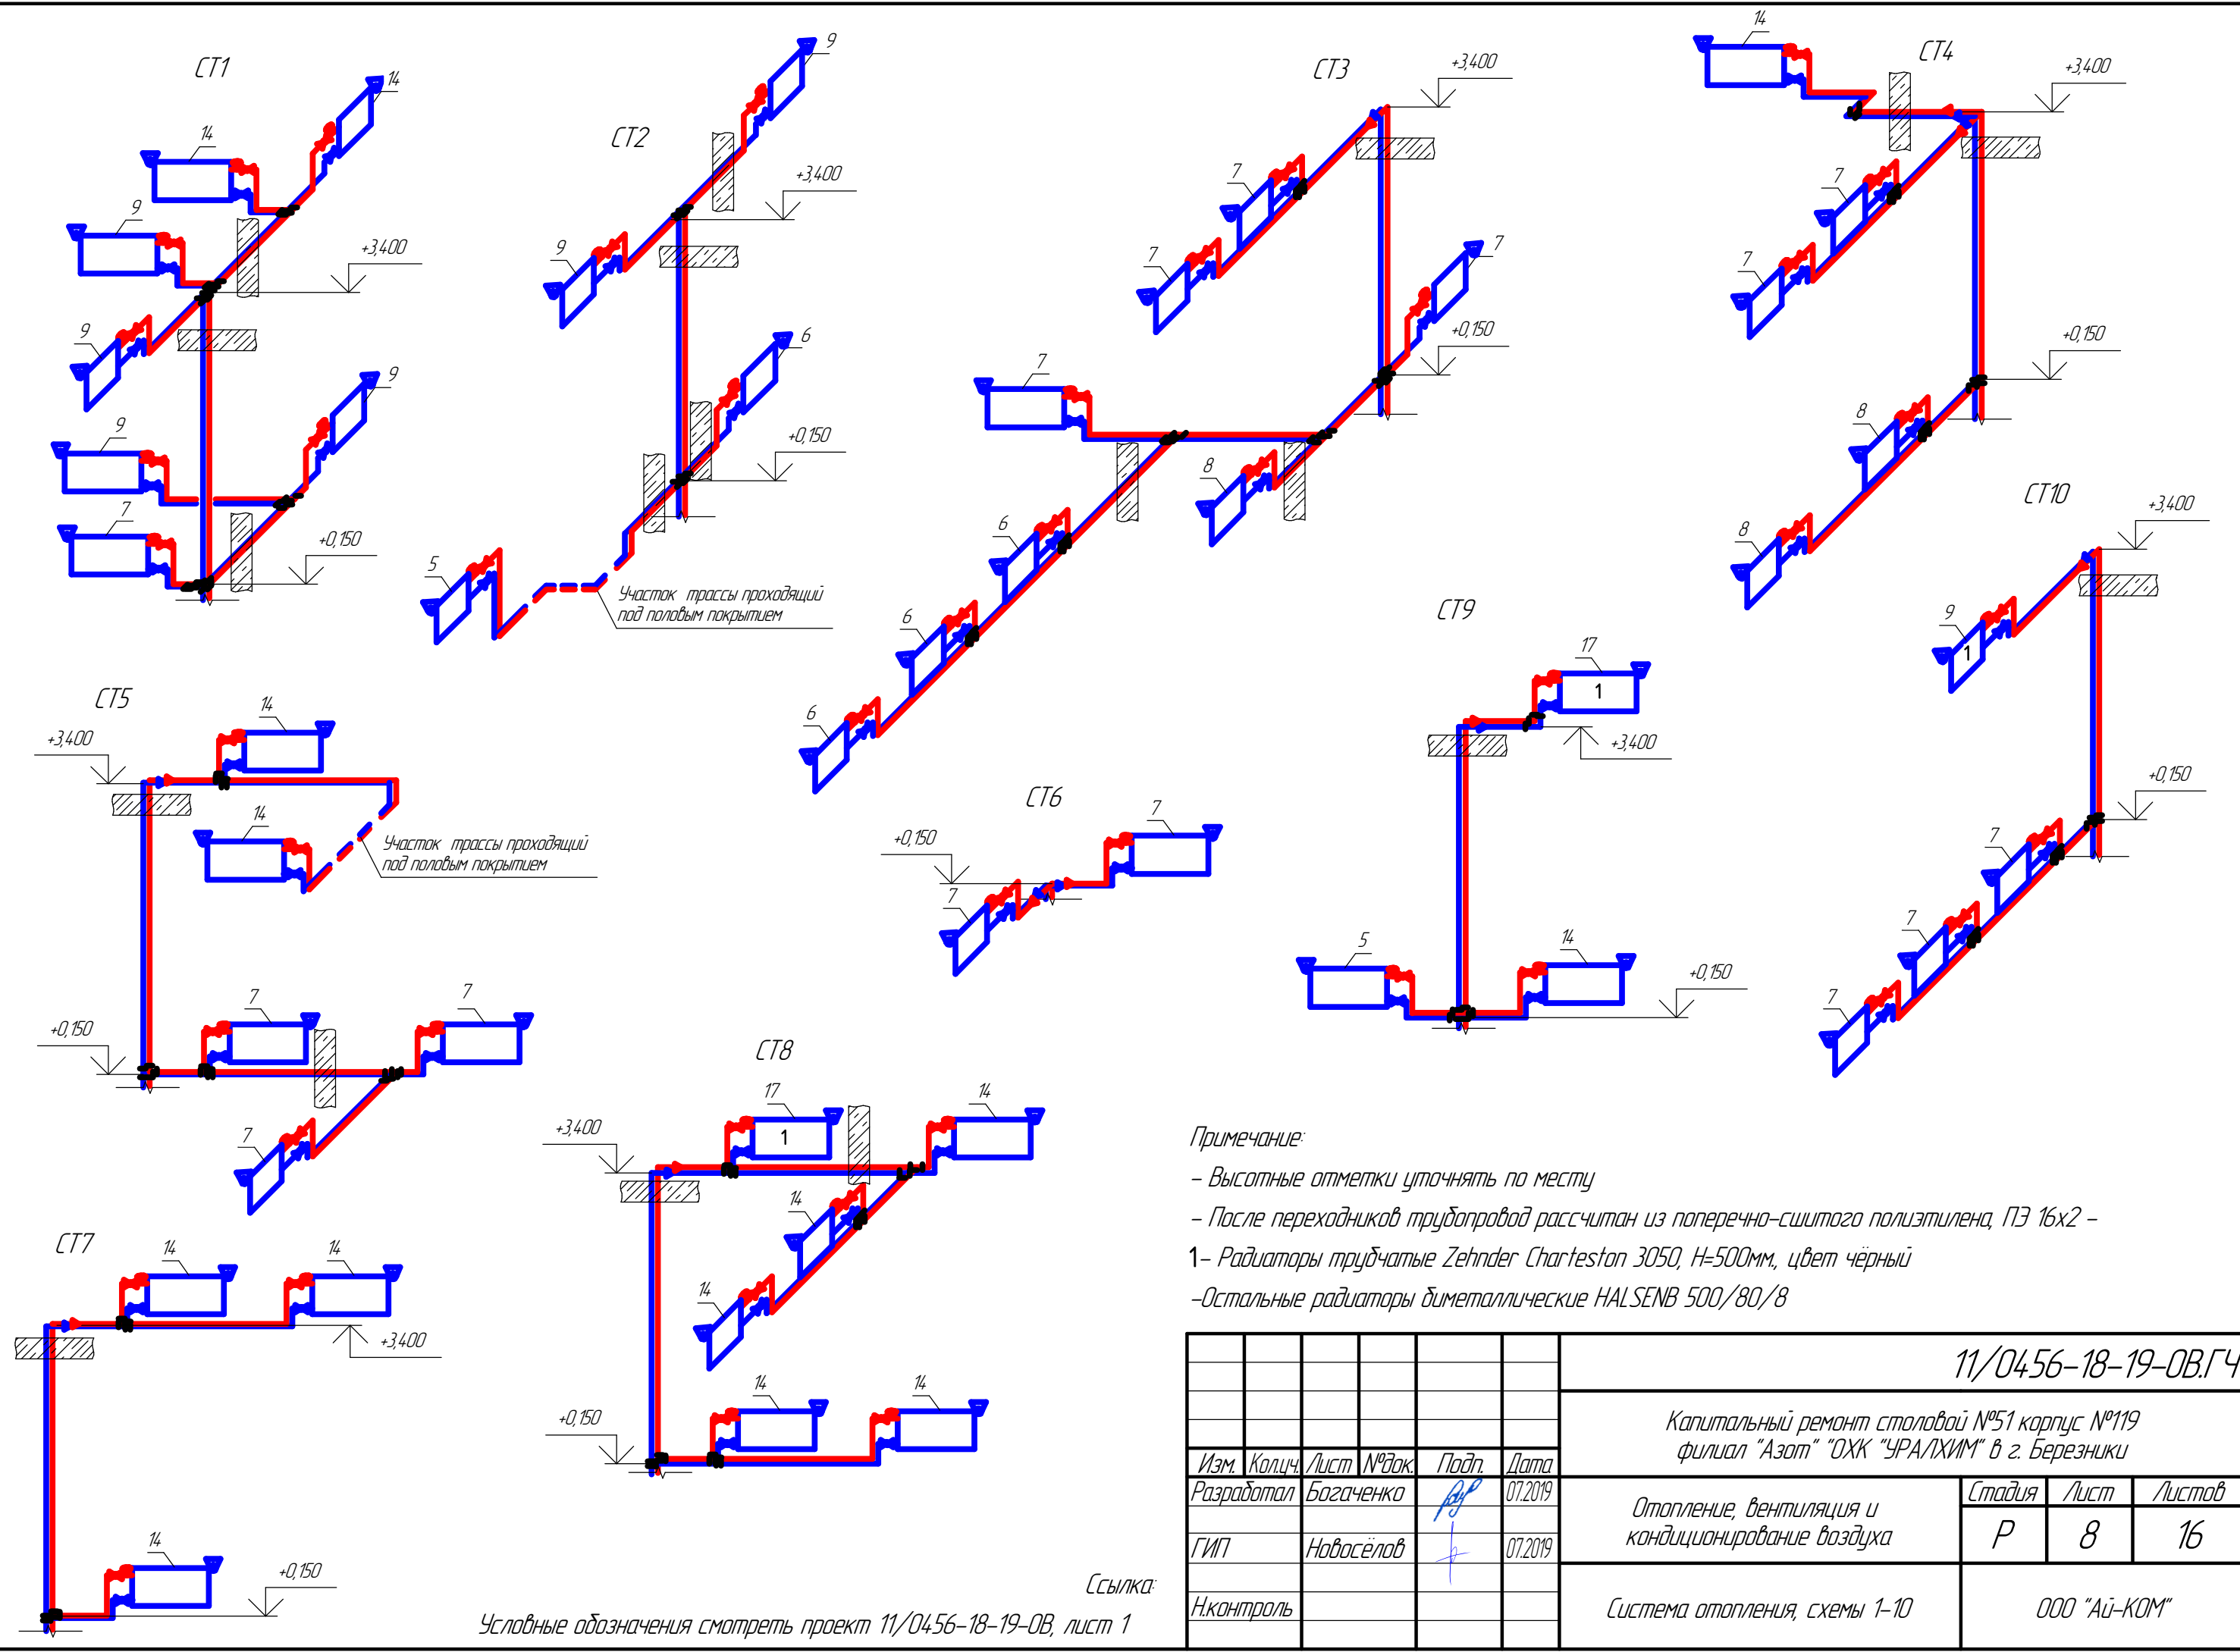 СТ1
14
14
9
+3,400
9
9
9
7
+0,150
СТ2
9
+3,400
9
6
+0,150
5
Участок трассы проходящий
под половым покрытием
СТ3
+3,400
7
7
7
+0,150
7
8
6
6
6
СТ4
14
+3,400
7
7
+0,150
8
8
СТ5
+3,400
14
14
Участок трассы проходящий
под половым покрытием
+0,150
7
7
7
СТ6
+0,150
7
7
СТ7
14
14
+3,400
14
+0,150
СТ8
+3,400
17
1
14
14
14
+0,150
14
14
СТ9
17
1
+3,400
5
14
+0,150
СТ10
+3,400
9
1
+0,150
7
7
7
Примечание:
- Высотные отметки уточнять по месту
- После переходников трубопровод рассчитан из поперечно-сшитого полиэтилена, ПЭ 16х2 -
1- Радиаторы трубчатые Zehnder Charteston 3050, Н=500мм., цвет чёрный
-Остальные радиаторы биметаллические HALSENB 500/80/8
Ссылка:
Условные обозначения смотреть проект 11/0456-18-19-ОВ, лист 1
11/0456-18-19-ОВ.ГЧ
Капитальный ремонт столовой №51 корпус №119
филиал "Азот" "ОХК "УРАЛХИМ" в г. Березники
Изм. Кол.уч. Лист №док. Подп. Дата
Разработал Богаченко 07.2019
ГИП Новосёлов 07.2019
Н.контроль
Отопление, вентиляция и
кондиционирование воздуха
Стадия Лист Листов
Р 8 16
Система отопления, схемы 1-10
ООО "Ай-КОМ"